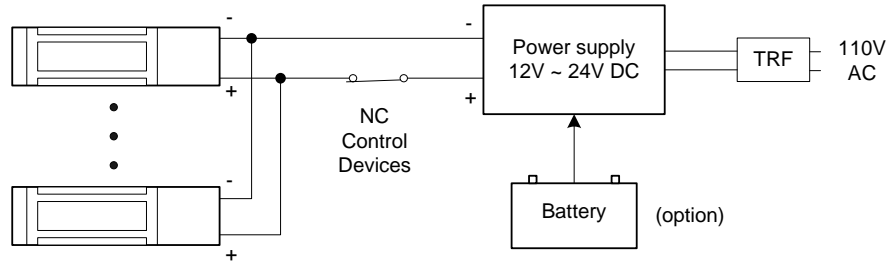 -
+
-
+
-
+
NC
Control
Devices
Power supply
12V ~ 24V DC
TRF
110V
AC
Battery
(option)